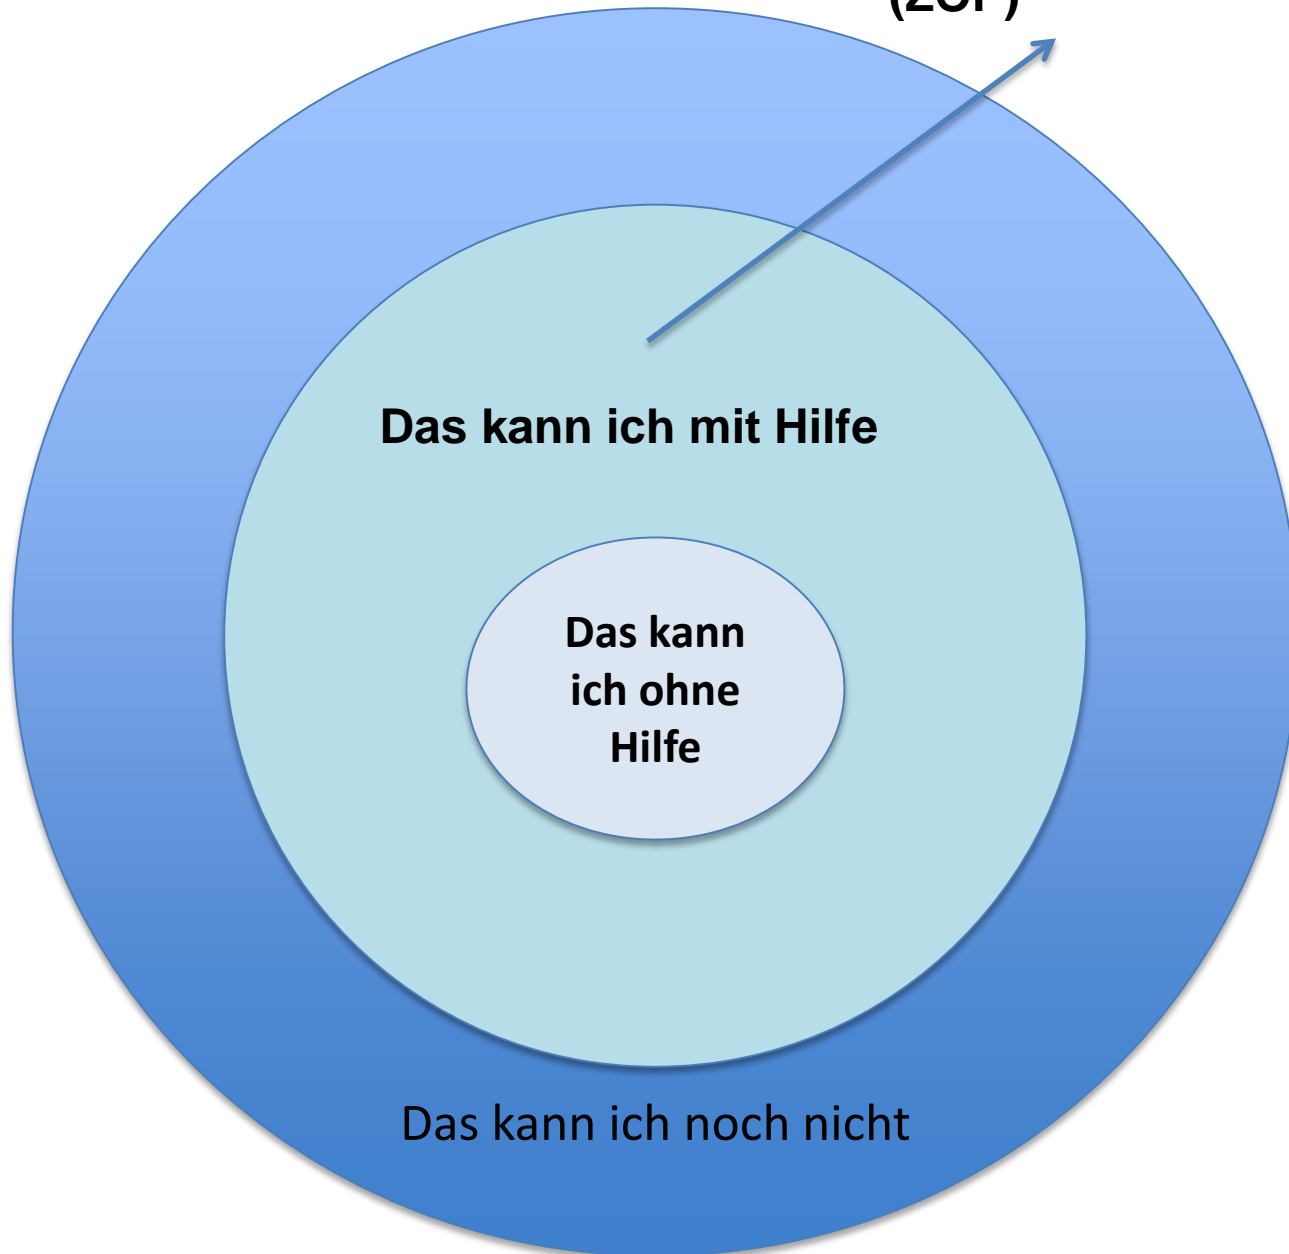 Das kann ich mit Hilfe
Das kann
ich ohne
Hilfe
Das kann ich noch nicht